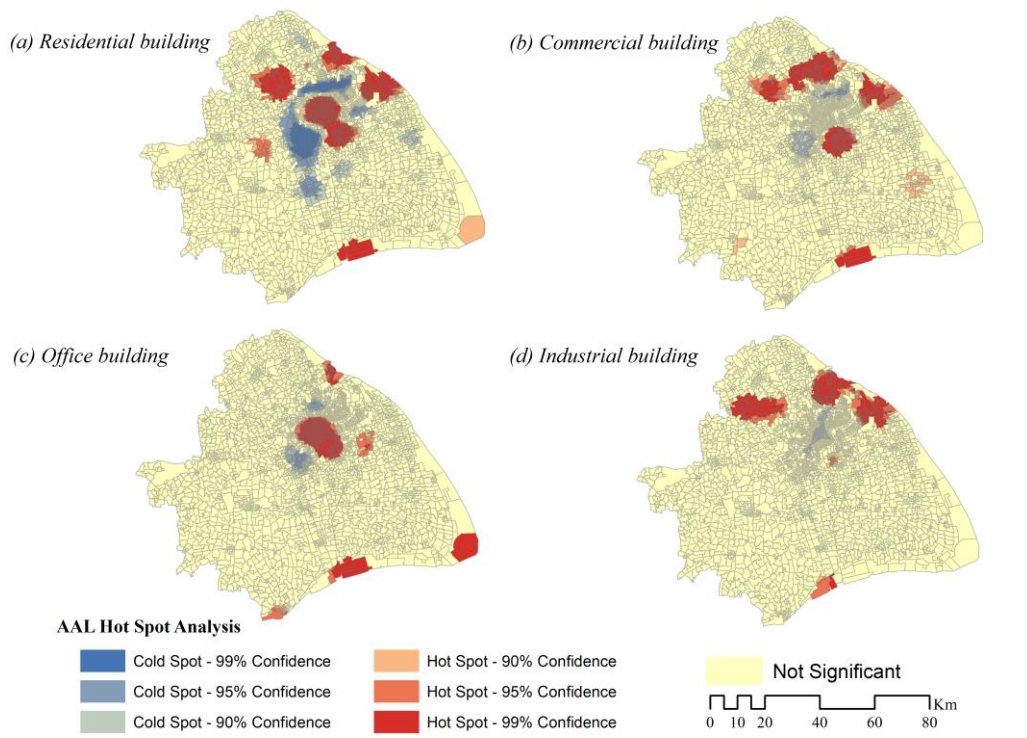 (a) Residential building
(b) Commercial building
(c) Office building
(d) Industrial building
AAL Hot Spot Analysis
Cold Spot - 99% Confidence
Cold Spot - 95% Confidence
Cold Spot - 90% Confidence
Hot Spot - 90% Confidence
Hot Spot - 95% Confidence
Hot Spot - 99% Confidence
Not Significant
Km
0 10 20 40 60 80